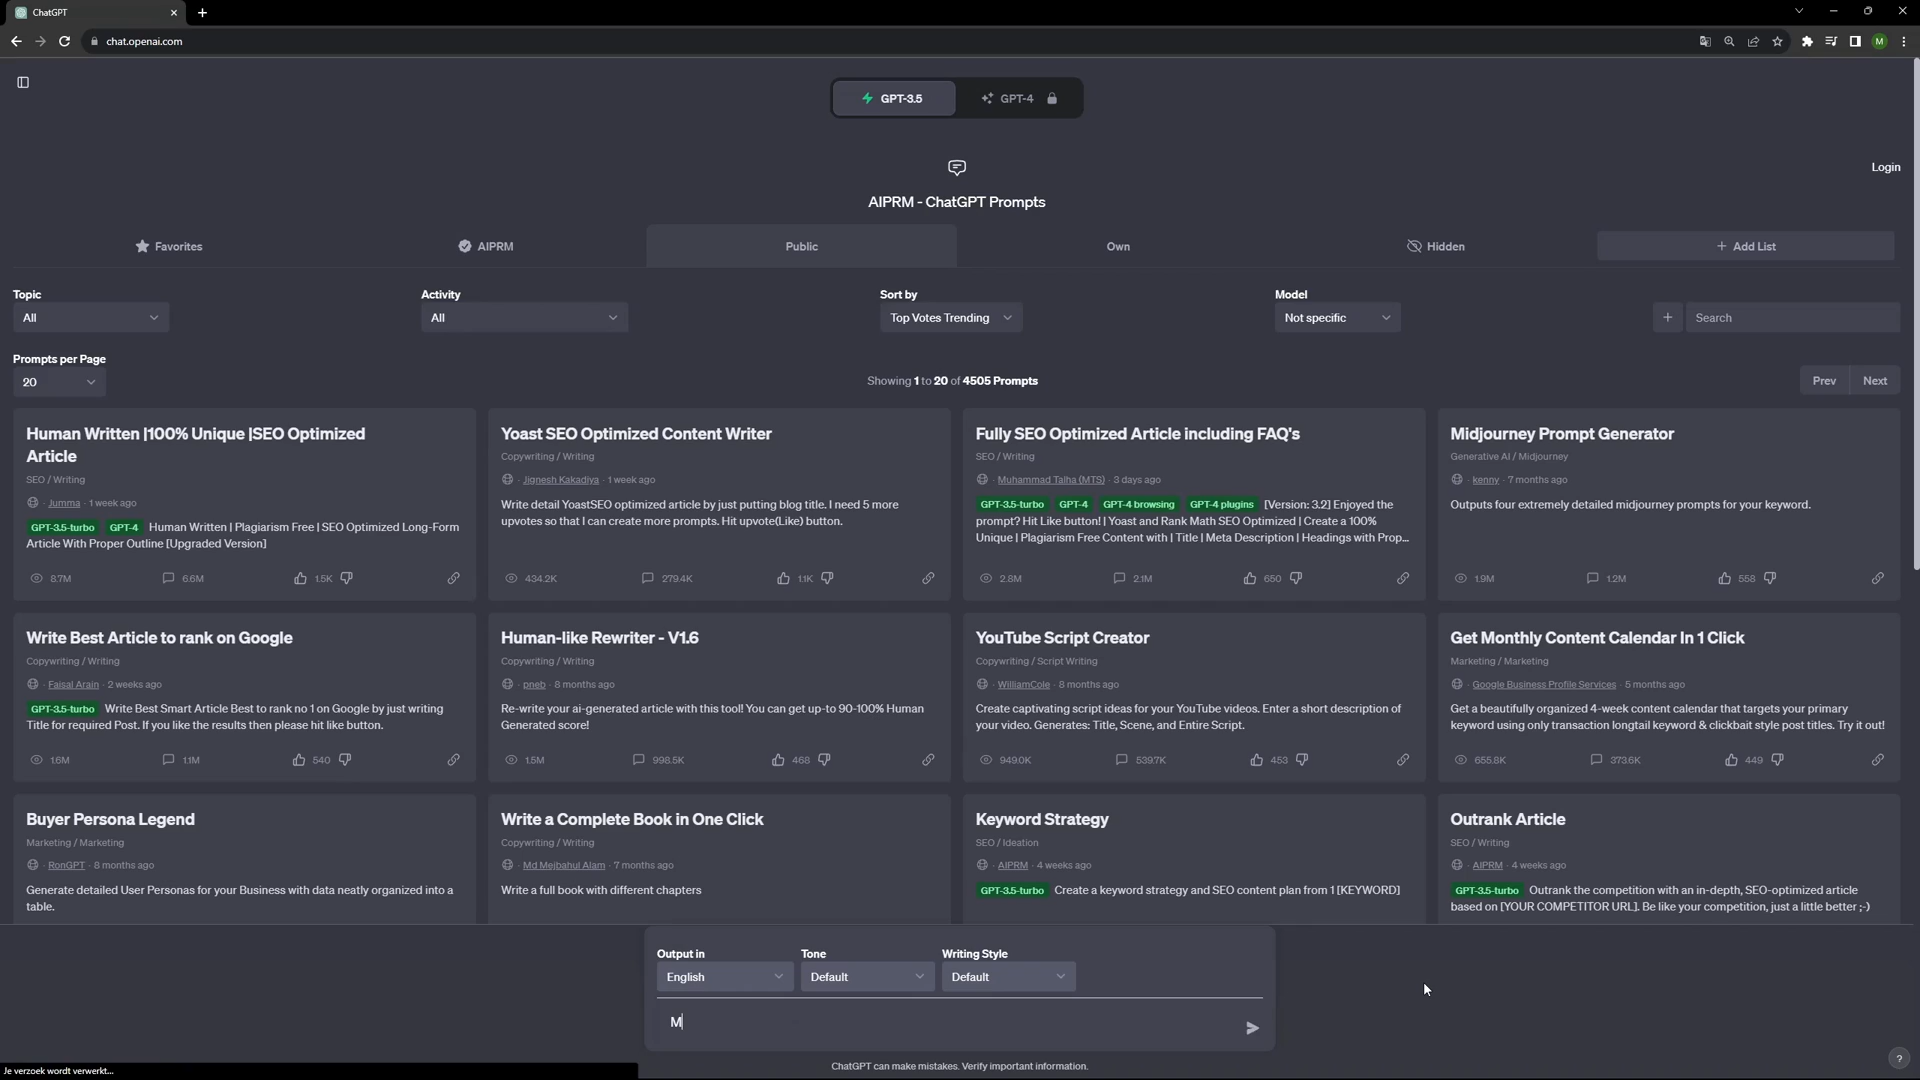 ChatGPT
chat.openai.com
M
GPT-3.5
GPT-4
Login
AIPRM - ChatGPT Prompts
Favorites
AIPRM
Public
Own
Hidden
+ Add List
Topic
All
Activity
All
Sort by
Top Votes Trending
Model
Not specific
+
Search
Prompts per Page
20
Showing 1 to 20 of 4505 Prompts
Prev
Next
Human Written |100% Unique |SEO Optimized
Article
SEO / Writing
· Jumma · 1 week ago
GPT-3.5-turbo GPT-4 Human Written | Plagiarism Free | SEO Optimized Long-Form
Article With Proper Outline [Upgraded Version]
8.7M
6.6M
1.5K
Yoast SEO Optimized Content Writer
Copywriting / Writing
· Jignesh Kakadiya · 1 week ago
Write detail YoastSEO optimized article by just putting blog title. I need 5 more
upvotes so that I can create more prompts. Hit upvote(Like) button.
434.2K
279.4K
1.1K
Fully SEO Optimized Article including FAQ's
SEO / Writing
· Muhammad Talha (MTS) · 3 days ago
GPT-3.5-turbo GPT-4 GPT-4 browsing GPT-4 plugins [Version: 3.2] Enjoyed the
prompt? Hit Like button! | Yoast and Rank Math SEO Optimized | Create a 100%
Unique | Plagiarism Free Content with | Title | Meta Description | Headings with Prop...
2.8M
2.1M
650
Midjourney Prompt Generator
Generative AI / Midjourney
· kenny · 7 months ago
Outputs four extremely detailed midjourney prompts for your keyword.
1.9M
1.2M
558
Write Best Article to rank on Google
Copywriting / Writing
· Faisal Arain · 2 weeks ago
GPT-3.5-turbo Write Best Smart Article Best to rank no 1 on Google by just writing
Title for required Post. If you like the results then please hit like button.
1.6M
1.1M
540
Human-like Rewriter - V1.6
Copywriting / Writing
· pneb · 8 months ago
Re-write your ai-generated article with this tool! You can get up-to 90-100% Human
Generated score!
1.5M
998.5K
468
YouTube Script Creator
Copywriting / Script Writing
· WilliamCole · 8 months ago
Create captivating script ideas for your YouTube videos. Enter a short description of
your video. Generates: Title, Scene, and Entire Script.
949.0K
539.7K
453
Get Monthly Content Calendar In 1 Click
Marketing / Marketing
· Google Business Profile Services · 5 months ago
Get a beautifully organized 4-week content calendar that targets your primary
keyword using only transaction longtail keyword & clickbait style post titles. Try it out!
655.8K
373.6K
449
Buyer Persona Legend
Marketing / Marketing
· RonGPT · 8 months ago
Generate detailed User Personas for your Business with data neatly organized into a
table.
Write a Complete Book in One Click
Copywriting / Writing
· Md Mejbahul Alam · 7 months ago
Write a full book with different chapters
Keyword Strategy
SEO / Ideation
· AIPRM · 4 weeks ago
GPT-3.5-turbo Create a keyword strategy and SEO content plan from 1 [KEYWORD]
Outrank Article
SEO / Writing
· AIPRM · 4 weeks ago
GPT-3.5-turbo Outrank the competition with an in-depth, SEO-optimized article
based on [YOUR COMPETITOR URL]. Be like your competition, just a little better ;-)
Output in
English
Tone
Default
Writing Style
Default
M
ChatGPT can make mistakes. Verify important information.
?
Je verzoek wordt verwerkt...